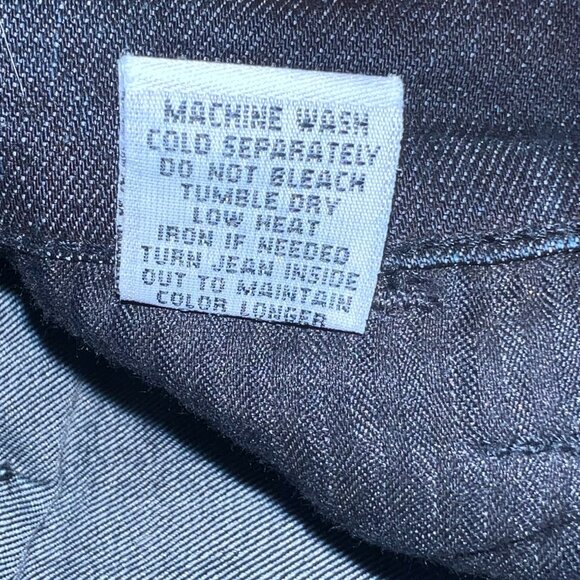 MACHINE WASH
COLD SEPARATELY
DO NOT BLEACH
TUMBLE DRY
LOW HEAT
IRON IF NEEDED
TURN JEAN INSIDE
OUT TO MAINTAIN
COLOR LONGER